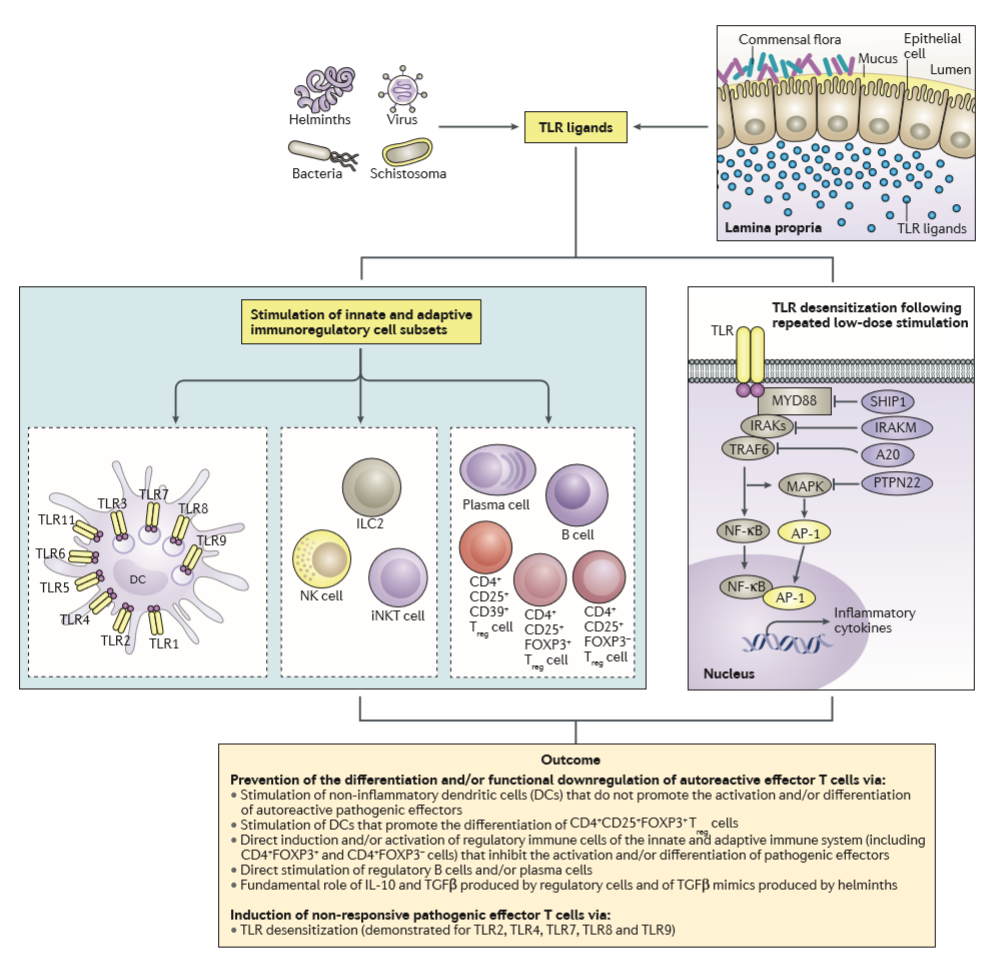 Commensal flora
Epithelial
cell
Mucus
Lumen
Helminths
Virus
TLR ligands
Bacteria
Schistosoma
Lamina propria
TLR ligands
Stimulation of innate and adaptive
immunoregulatory cell subsets
TLR11
TLR3
TLR7
TLR8
TLR9
TLR6
TLR5
TLR4
TLR2
TLR1
DC
ILC2
NK cell
iNKT cell
Plasma cell
B cell
CD4⁺
CD25⁺
CD39⁺
Treg cell
CD4⁺
CD25⁺
FOXP3⁺
Treg cell
CD4⁺
CD25⁺
FOXP3⁻
Treg cell
TLR desensitization following
repeated low-dose stimulation
TLR
MYD88
SHIP1
IRAKs
IRAKM
TRAF6
A20
MAPK
PTPN22
NF-κB
AP-1
NF-κB
AP-1
Inflammatory
cytokines
Nucleus
Outcome
Prevention of the differentiation and/or functional downregulation of autoreactive effector T cells via:
• Stimulation of non-inflammatory dendritic cells (DCs) that do not promote the activation and/or differentiation
of autoreactive pathogenic effectors
• Stimulation of DCs that promote the differentiation of CD4⁺CD25⁺FOXP3⁺ Treg cells
• Direct induction and/or activation of regulatory immune cells of the innate and adaptive immune system (including
CD4⁺FOXP3⁺ and CD4⁺FOXP3⁻ cells) that inhibit the activation and/or differentiation of pathogenic effectors
• Direct stimulation of regulatory B cells and/or plasma cells
• Fundamental role of IL-10 and TGFβ produced by regulatory cells and of TGFβ mimics produced by helminths
Induction of non-responsive pathogenic effector T cells via:
• TLR desensitization (demonstrated for TLR2, TLR4, TLR7, TLR8 and TLR9)